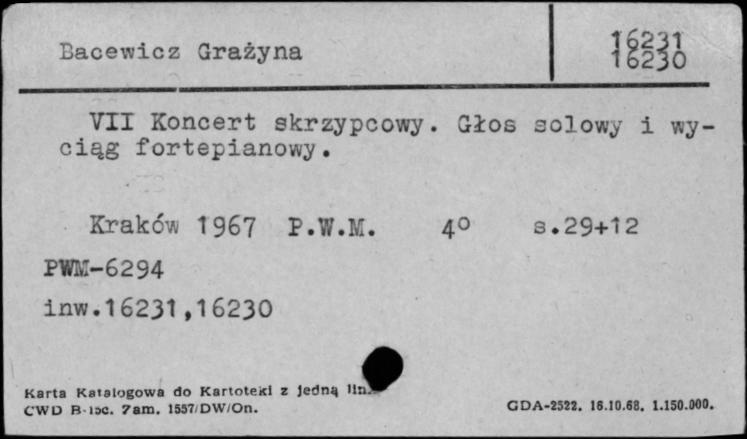 Bacewicz Grażyna
16231
16230
VII Koncert skrzypcowy. Głos solowy i wy-
ciąg fortepianowy.
Kraków 1967 P.W.M. 4° s.29+12
PWM-6294
inw.16231,16230
Karta Katalogowa do Kartoteki z jedną
CWD Zam. 1557/DW/On.
GDA-2522. 16.10.68. 1.150.000.